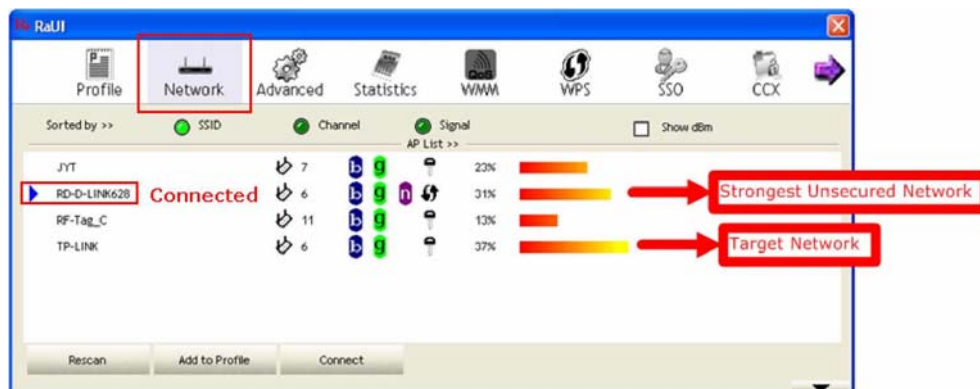 RaUI
Profile Network Advanced Statistics WMM WPS SSO CCX
QoS
Sorted by >> SSID Channel Signal Show dBm
AP List >>
JYT 7 b g 23%
RD-D-LINK628 Connected 6 b g n 31% Strongest Unsecured Network
RF-Tag_C 11 b g 13%
TP-LINK 6 b g 37% Target Network
Rescan Add to Profile Connect